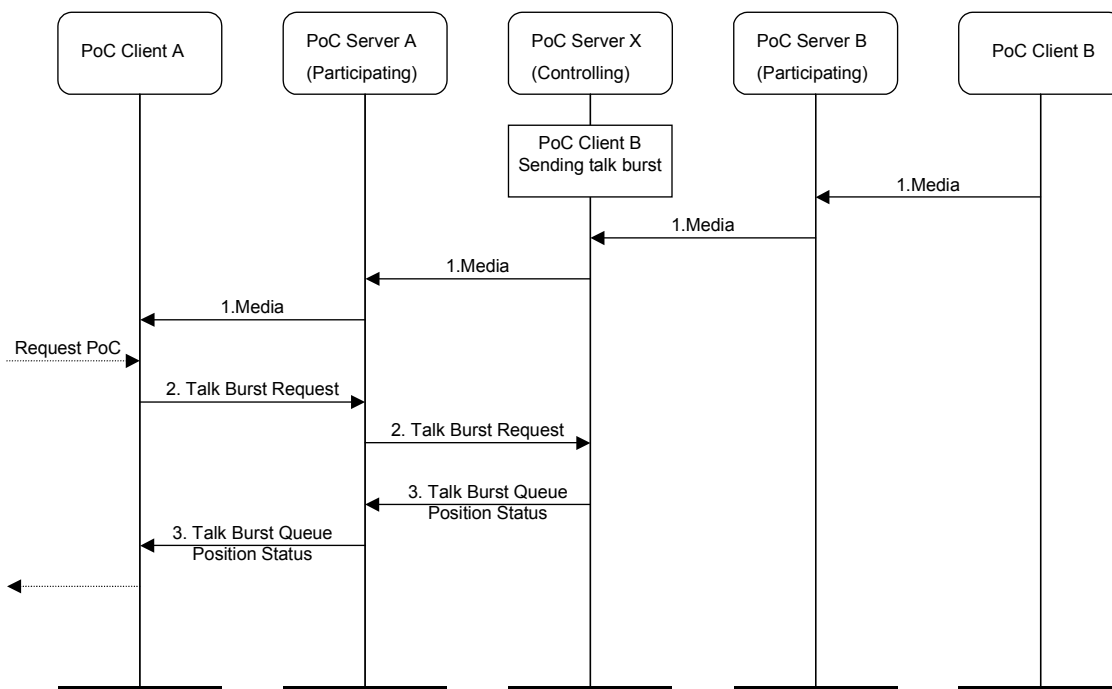 PoC Client A
PoC Server A
(Participating)
PoC Server X
(Controlling)
PoC Server B
(Participating)
PoC Client B
PoC Client B
Sending talk burst
1.Media
1.Media
1.Media
1.Media
Request PoC
2. Talk Burst Request
2. Talk Burst Request
3. Talk Burst Queue
Position Status
3. Talk Burst Queue
Position Status